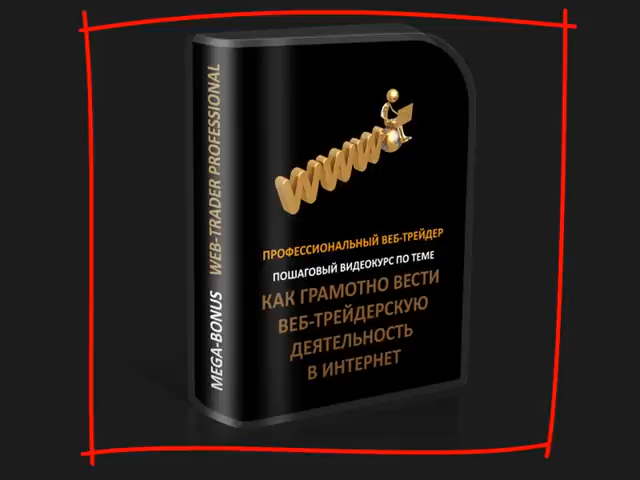 MEGA-BONUS WEB-TRADER PROFESSIONAL
WWW
ПРОФЕССИОНАЛЬНЫЙ ВЕБ-ТРЕЙДЕР
ПОШАГОВЫЙ ВИДЕОКУРС ПО ТЕМЕ
КАК ГРАМОТНО ВЕСТИ
ВЕБ-ТРЕЙДЕРСКУЮ
ДЕЯТЕЛЬНОСТЬ
В ИНТЕРНЕТ